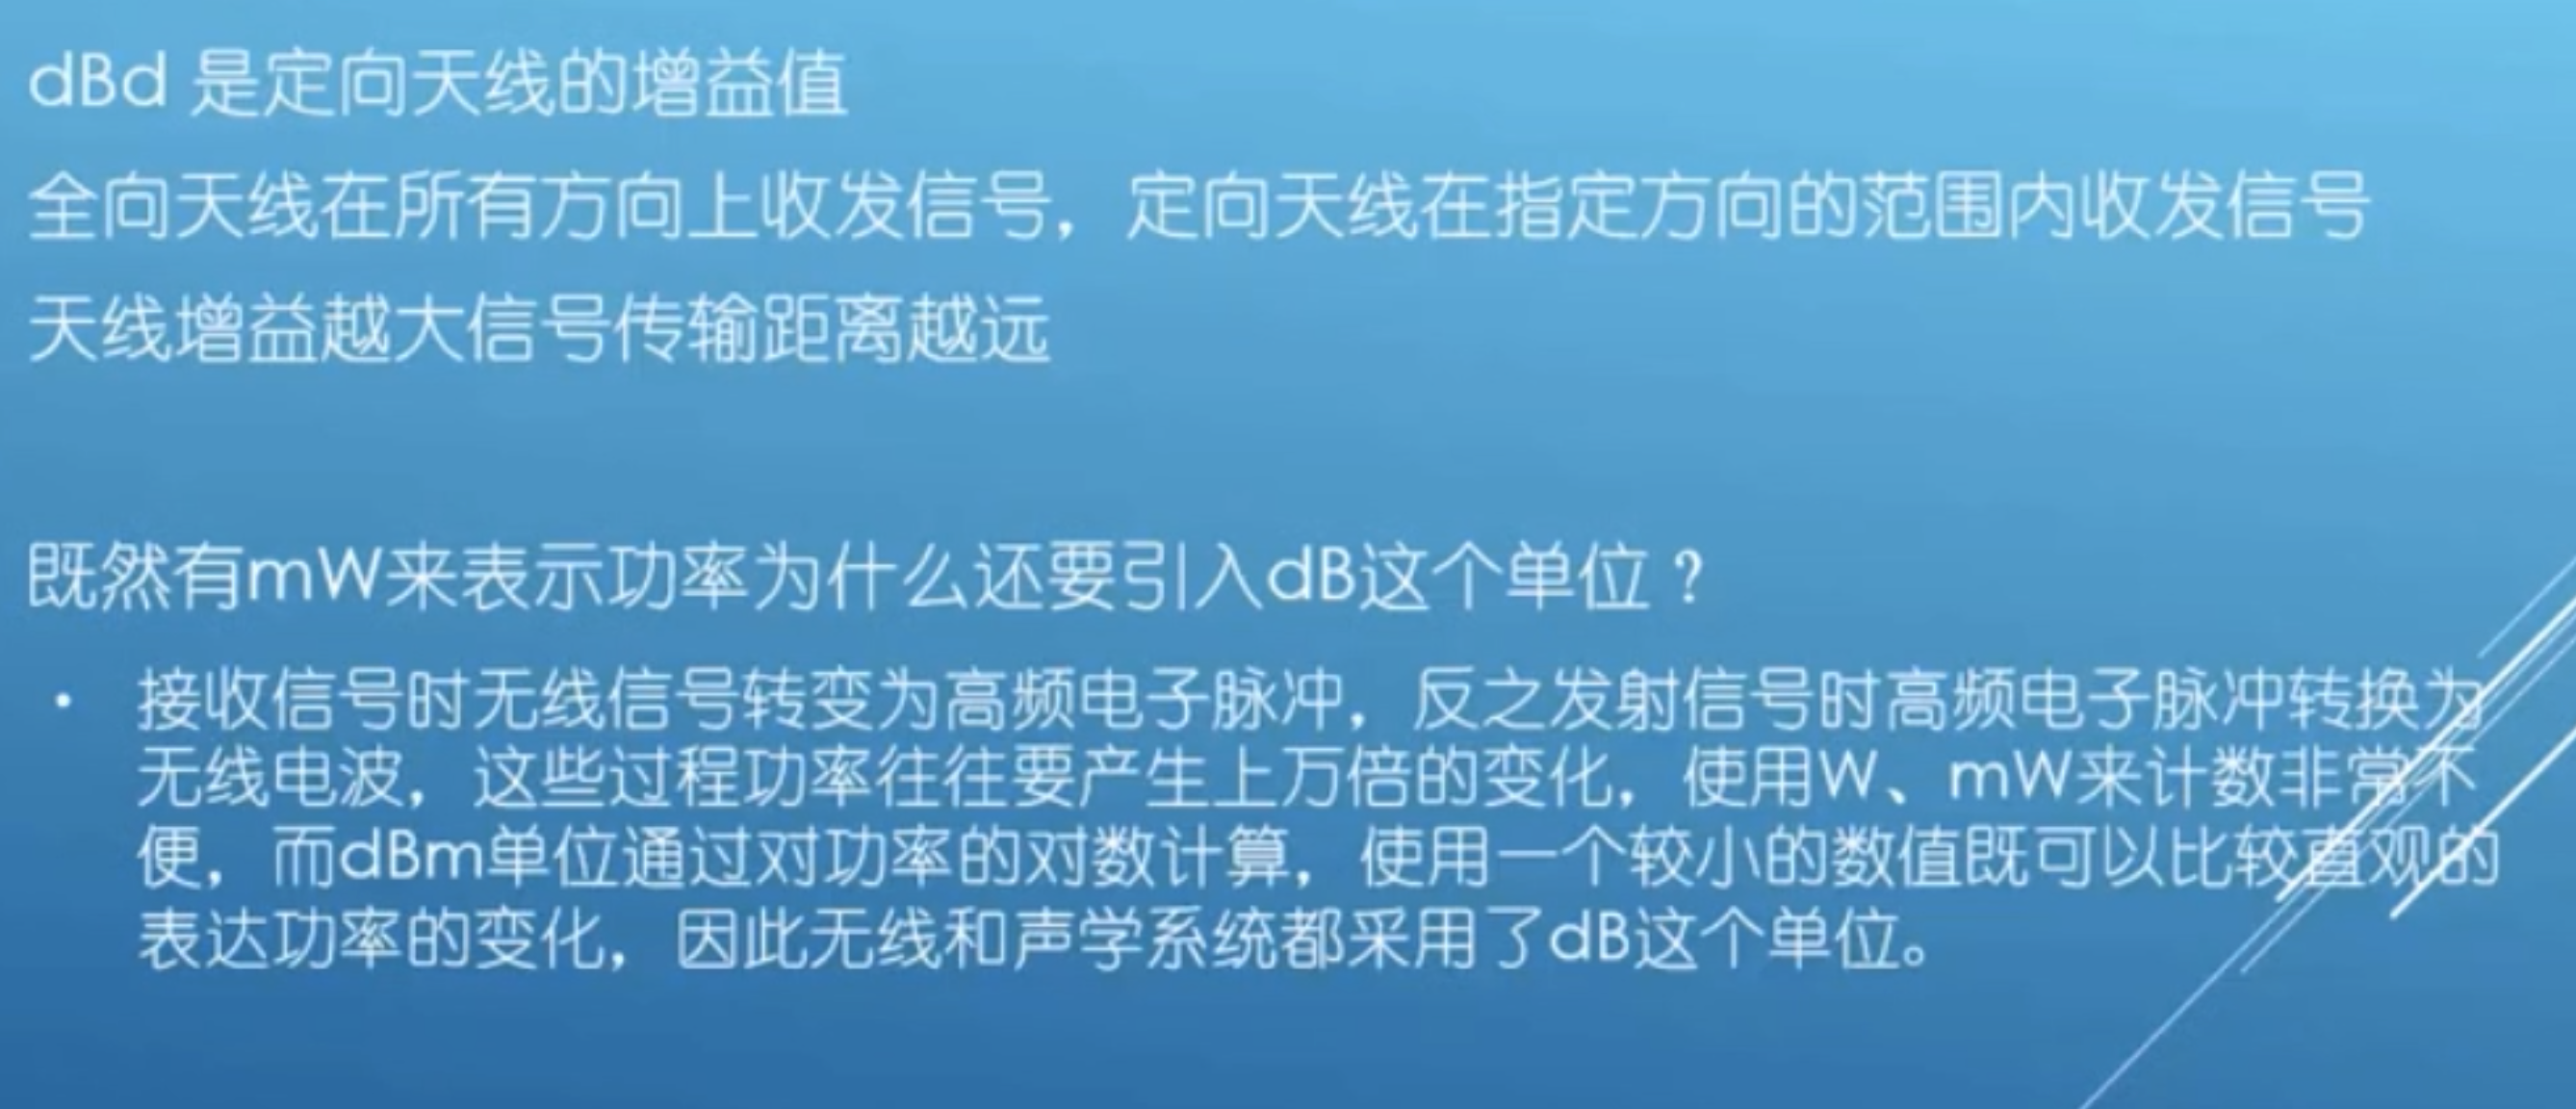 dBd 是定向天线的增益值
全向天线在所有方向上收发信号，定向天线在指定方向的范围内收发信号
天线增益越大信号传输距离越远
既然有mW来表示功率为什么还要引入dB这个单位？
• 接收信号时无线信号转变为高频电子脉冲，反之发射信号时高频电子脉冲转换为
无线电波，这些过程功率往往要产生上万倍的变化，使用W、mW来计数非常不
便，而dBm单位通过对功率的对数计算，使用一个较小的数值既可以比较直观的
表达功率的变化，因此无线和声学系统都采用了dB这个单位。